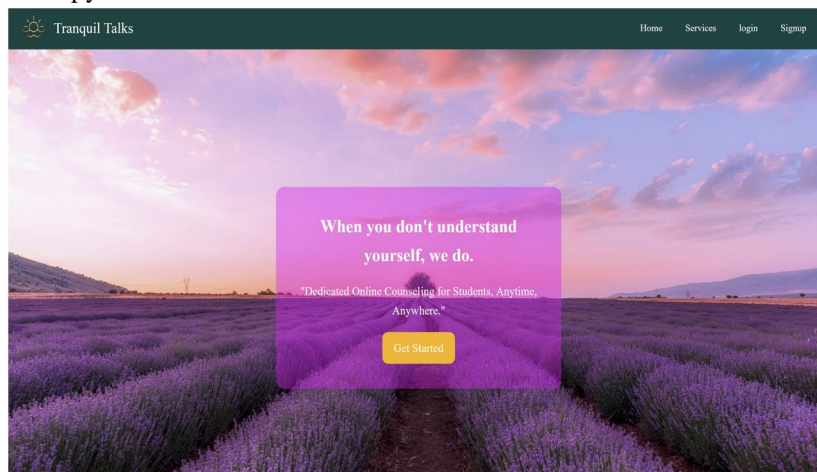 Tranquil Talks
Home Services login Signup
When you don't understand
yourself, we do.
"Dedicated Online Counseling for Students, Anytime,
Anywhere."
Get Started